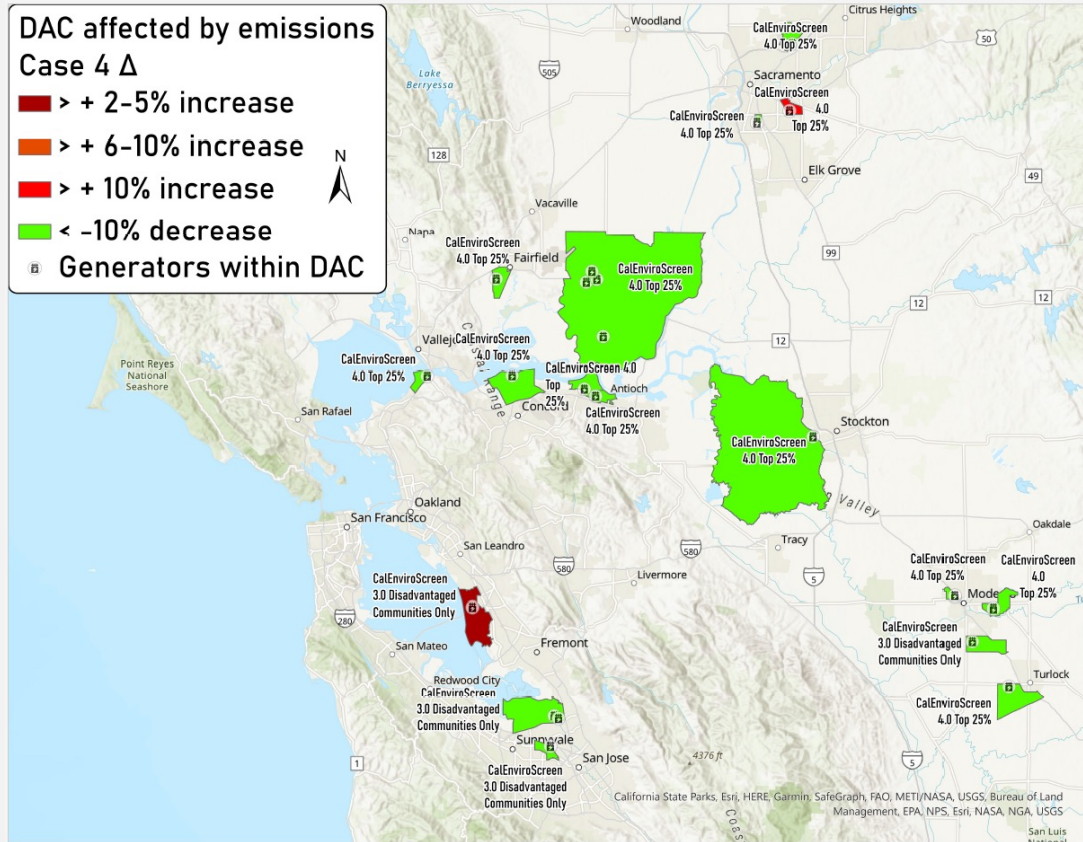 DAC affected by emissions
Case 4 Δ
> + 2-5% increase
> + 6-10% increase
> + 10% increase
< -10% decrease
Generators within DAC
N
Woodland
Citrus Heights
CalEnviroScreen
4.0 Top 25%
50
Lake
Berryessa
505
Sacramento
CalEnviroScreen
4.0
Top 25%
CalEnviroScreen
4.0 Top 25%
128
Elk Grove
49
Vacaville
Napa
99
CalEnviroScreen
4.0 Top 25%
Fairfield
CalEnviroScreen
4.0 Top 25%
12
12
12
Vallejo
CalEnviroScreen
4.0 Top 25%
CalEnviroScreen
4.0 Top 25%
Range
Point Reyes
National
Seashore
CalEnviroScreen 4.0
Top
25%
Antioch
CalEnviroScreen
4.0 Top 25%
San Rafael
Concord
Stockton
CalEnviroScreen
4.0 Top 25%
Valley
Oakland
San Francisco
Oakdale
Tracy
San Leandro
580
580
5
Livermore
CalEnviroScreen
3.0 Disadvantaged
Communities Only
CalEnviroScreen
4.0 Top 25%
CalEnviroScreen
4.0
Top 25%
280
Fremont
San Mateo
CalEnviroScreen
3.0 Disadvantaged
Communities Only
Redwood City
CalEnviroScreen
3.0 Disadvantaged
Communities Only
Turlock
CalEnviroScreen
4.0 Top 25%
Sunnyvale
San Jose
4376 ft
5
1
CalEnviroScreen
3.0 Disadvantaged
Communities Only
California State Parks, Esri, HERE, Garmin, SafeGraph, FAO, METI/NASA, USGS, Bureau of Land
Management, EPA, NPS, Esri, NASA, NGA, USGS
San Luis